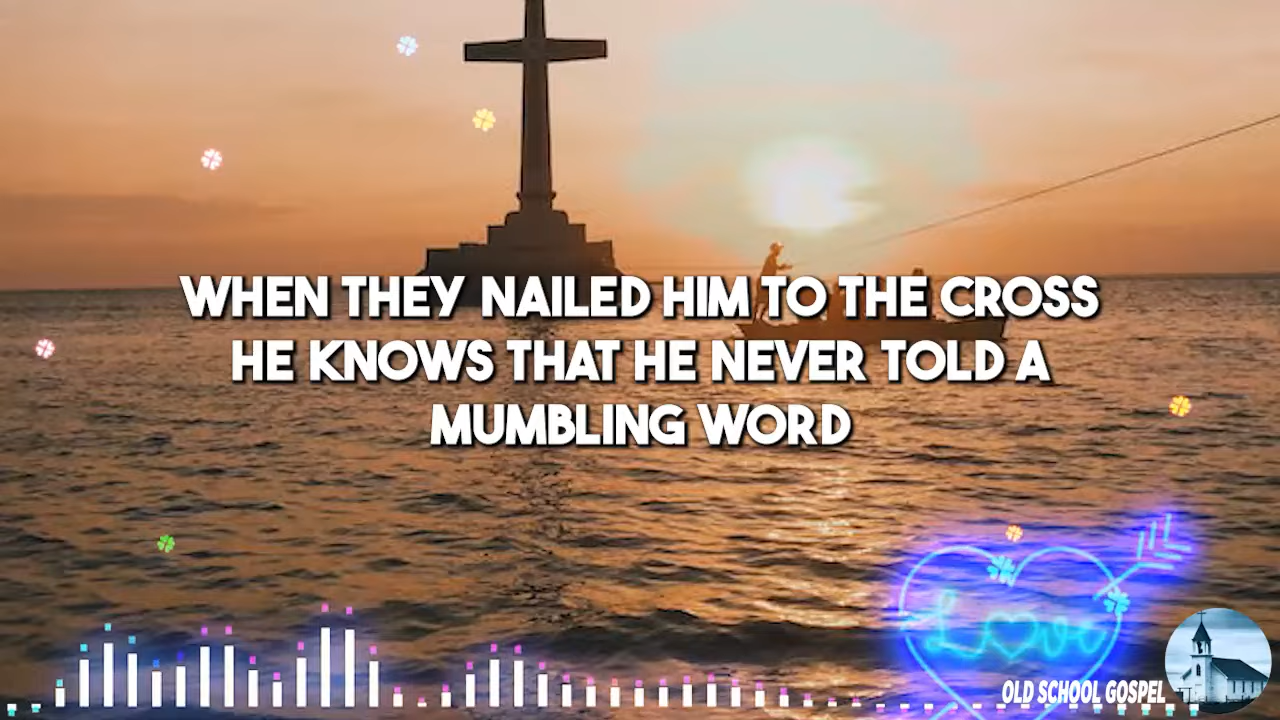 WHEN THEY NAILED HIM TO THE CROSS
HE KNOWS THAT HE NEVER TOLD A
MUMBLING WORD
Love
OLD SCHOOL GOSPEL